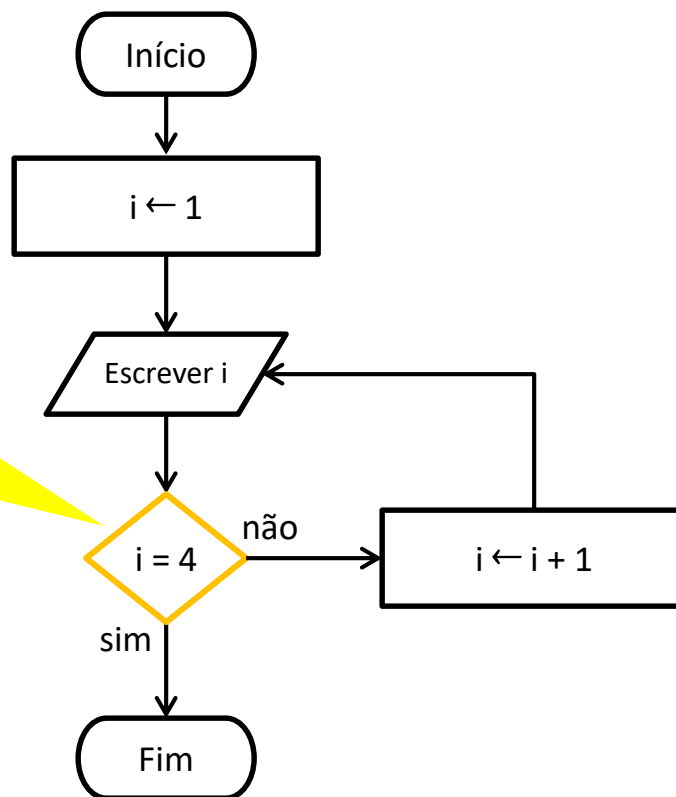 Início
i ← 1
Escrever i
i = 4
não
i ← i + 1
sim
Fim